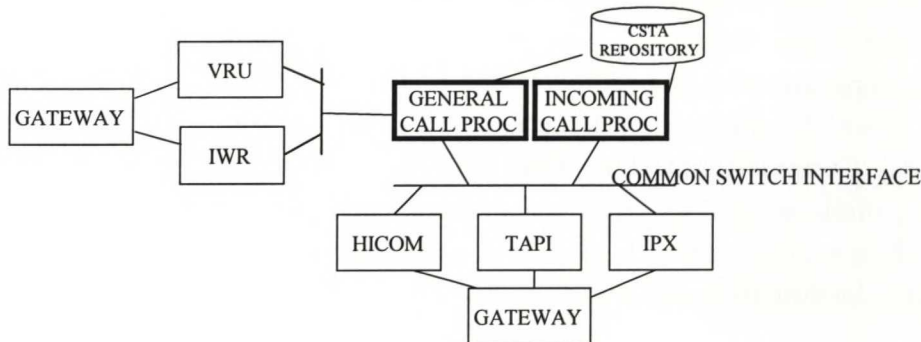 CSTA
REPOSITORY
VRU
GENERAL
CALL PROC
INCOMING
CALL PROC
GATEWAY
IWR
COMMON SWITCH INTERFACE
HICOM
TAPI
IPX
GATEWAY